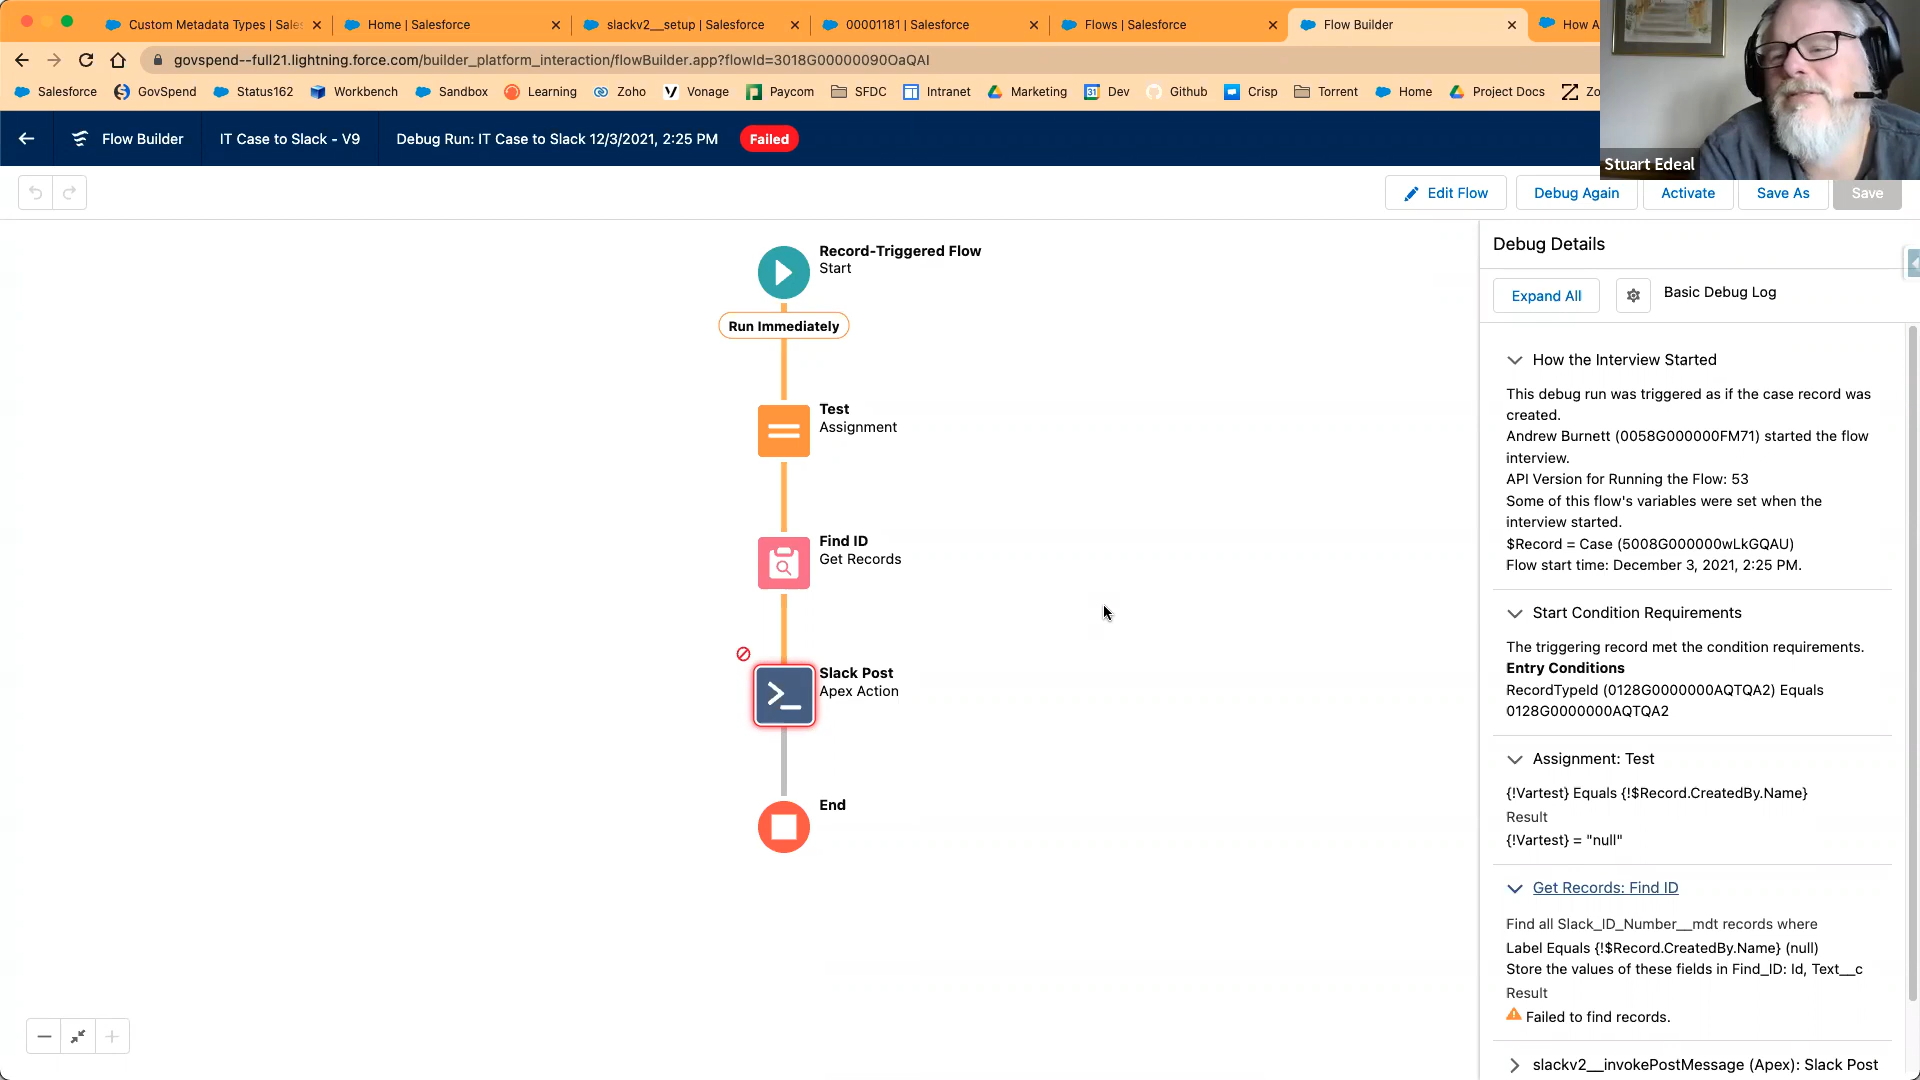 Custom Metadata Types | Sales
Home | Salesforce
slackv2__setup | Salesforce
00001181 | Salesforce
Flows | Salesforce
Flow Builder
How A
govspend--full21.lightning.force.com/builder_platform_interaction/flowBuilder.app?flowId=3018G00000090OaQAI
Salesforce
GovSpend
Status162
Workbench
Sandbox
Learning
Zoho
Vonage
Paycom
SFDC
Intranet
Marketing
Dev
Github
Crisp
Torrent
Home
Project Docs
Zo
Flow Builder
IT Case to Slack - V9
Debug Run: IT Case to Slack 12/3/2021, 2:25 PM
Failed
Stuart Edeal
Edit Flow
Debug Again
Activate
Save As
Save
Record-Triggered Flow
Start
Run Immediately
Test
Assignment
Find ID
Get Records
Slack Post
Apex Action
End
Debug Details
Expand All
Basic Debug Log
How the Interview Started
This debug run was triggered as if the case record was
created.
Andrew Burnett (0058G000000FM71) started the flow
interview.
API Version for Running the Flow: 53
Some of this flow's variables were set when the
interview started.
$Record = Case (5008G000000wLkGQAU)
Flow start time: December 3, 2021, 2:25 PM.
Start Condition Requirements
The triggering record met the condition requirements.
Entry Conditions
RecordTypeId (0128G0000000AQTQA2) Equals
0128G0000000AQTQA2
Assignment: Test
{!Vartest} Equals {!$Record.CreatedBy.Name}
Result
{!Vartest} = "null"
Get Records: Find ID
Find all Slack_ID_Number__mdt records where
Label Equals {!$Record.CreatedBy.Name} (null)
Store the values of these fields in Find_ID: Id, Text__c
Result
Failed to find records.
slackv2__invokePostMessage (Apex): Slack Post